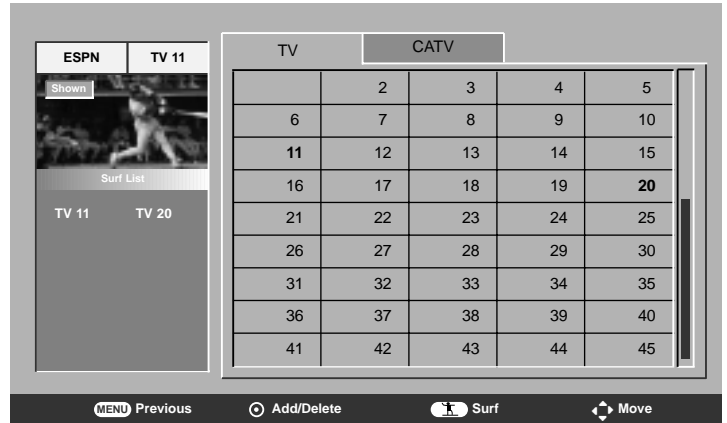 ESPN TV 11
Shown
Surf List
TV 11 TV 20
TV CATV
2 3 4 5
6 7 8 9 10
11 12 13 14 15
16 17 18 19 20
21 22 23 24 25
26 27 28 29 30
31 32 33 34 35
36 37 38 39 40
41 42 43 44 45
MENU Previous Add/Delete Surf Move